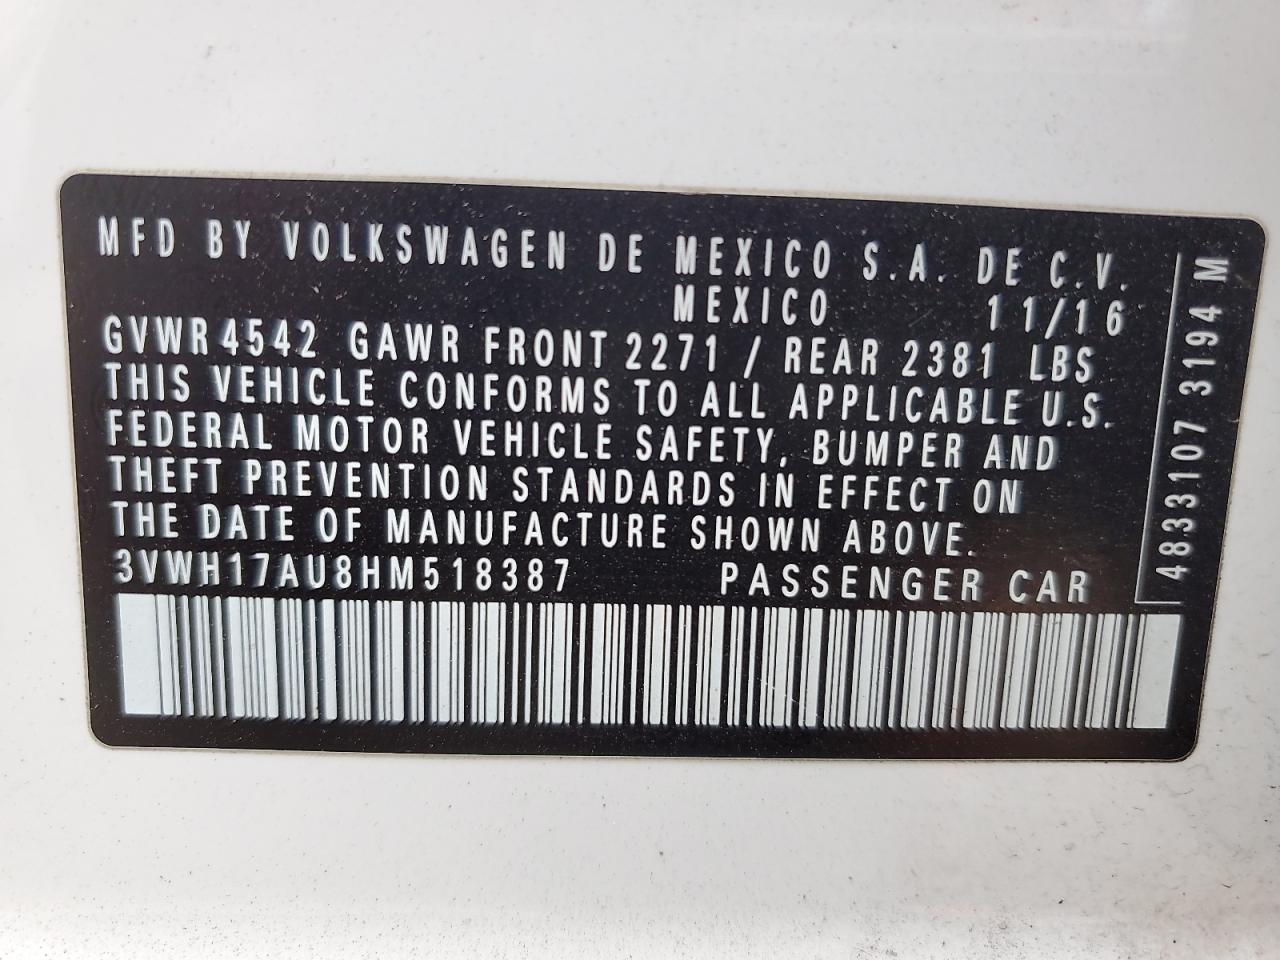 MFD BY VOLKSWAGEN DE MEXICO S.A. DE C.V.
MEXICO 11/16
GVWR 4542 GAWR FRONT 2271 / REAR 2381 LBS
THIS VEHICLE CONFORMS TO ALL APPLICABLE U.S.
FEDERAL MOTOR VEHICLE SAFETY, BUMPER AND
THEFT PREVENTION STANDARDS IN EFFECT ON
THE DATE OF MANUFACTURE SHOWN ABOVE.
3VWH17AU8HM518387 PASSENGER CAR
4833107 3194 M